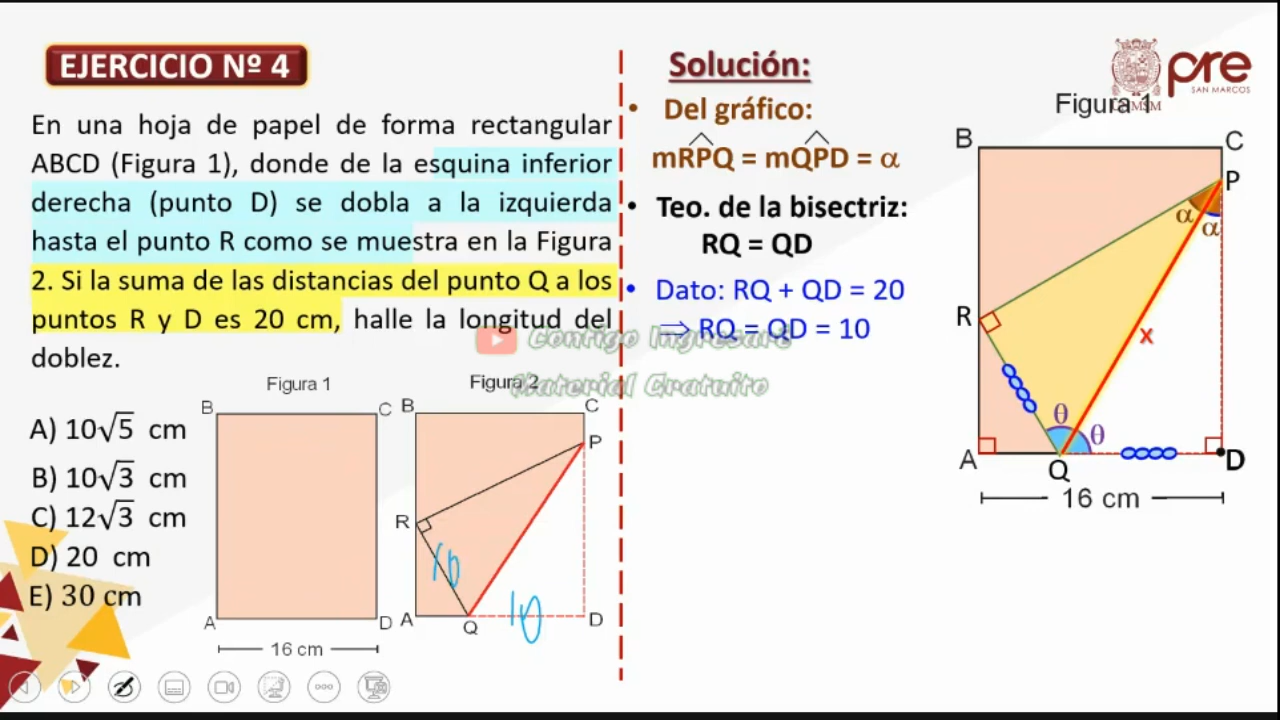 EJERCICIO Nº 4
En una hoja de papel de forma rectangular
ABCD (Figura 1), donde de la esquina inferior
derecha (punto D) se dobla a la izquierda
hasta el punto R como se muestra en la Figura
2. Si la suma de las distancias del punto Q a los
puntos R y D es 20 cm, halle la longitud del
doblez.
A) 10√5 cm
B) 10√3 cm
C) 12√3 cm
D) 20 cm
E) 30 cm
Figura 1
B
C
A
D
16 cm
Figura 2
B
C
P
R
10
A
Q
10
D
Solución:
• Del gráfico:
mRPQ = mQPD = α
• Teo. de la bisectriz:
RQ = QD
• Dato: RQ + QD = 20
⇒ RQ = QD = 10
Contigo Ingresaré
Material Gratuito
pre
SAN MARCOS
UNMSM
Figura 1
B
C
P
α
α
R
x
θ
θ
A
Q
D
16 cm